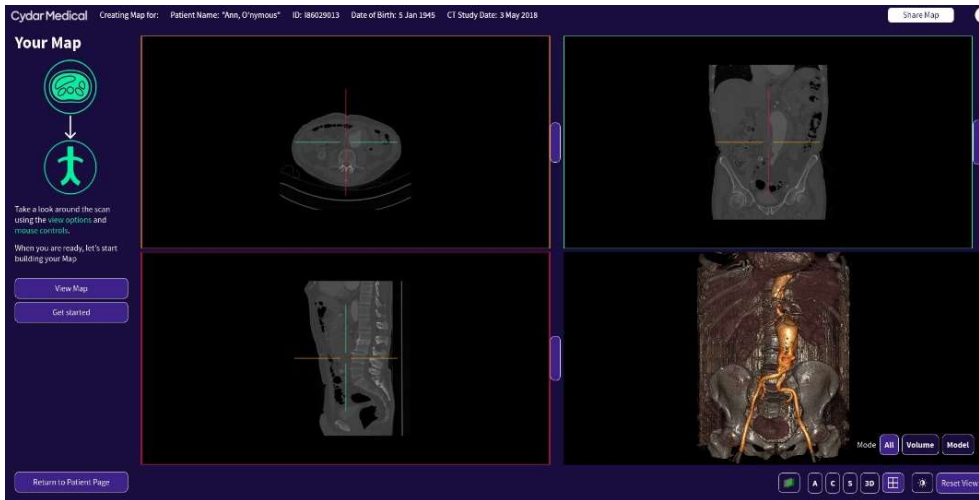 Cydar Medical Creating Map for: Patient Name: "Ann, O'nymous" ID: I86029013 Date of Birth: 5 Jan 1945 CT Study Date: 3 May 2018 Share Map
Your Map
Take a look around the scan
using the view options and
mouse controls.
When you are ready, let's start
building your Map
View Map
Get started
Mode All Volume Model
Return to Patient Page
A C S 3D Reset View